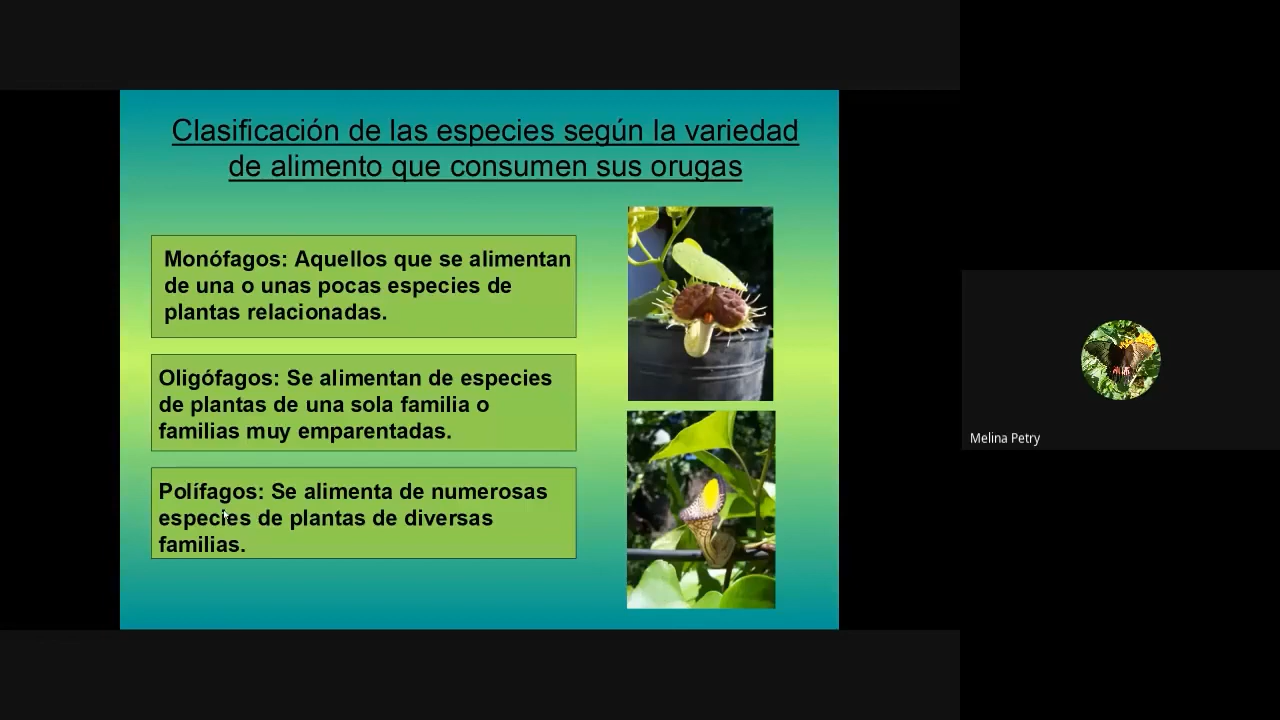 Clasificación de las especies según la variedad
de alimento que consumen sus orugas
Monófagos: Aquellos que se alimentan
de una o unas pocas especies de
plantas relacionadas.
Oligófagos: Se alimentan de especies
de plantas de una sola familia o
familias muy emparentadas.
Polífagos: Se alimenta de numerosas
especies de plantas de diversas
familias.
Melina Petry